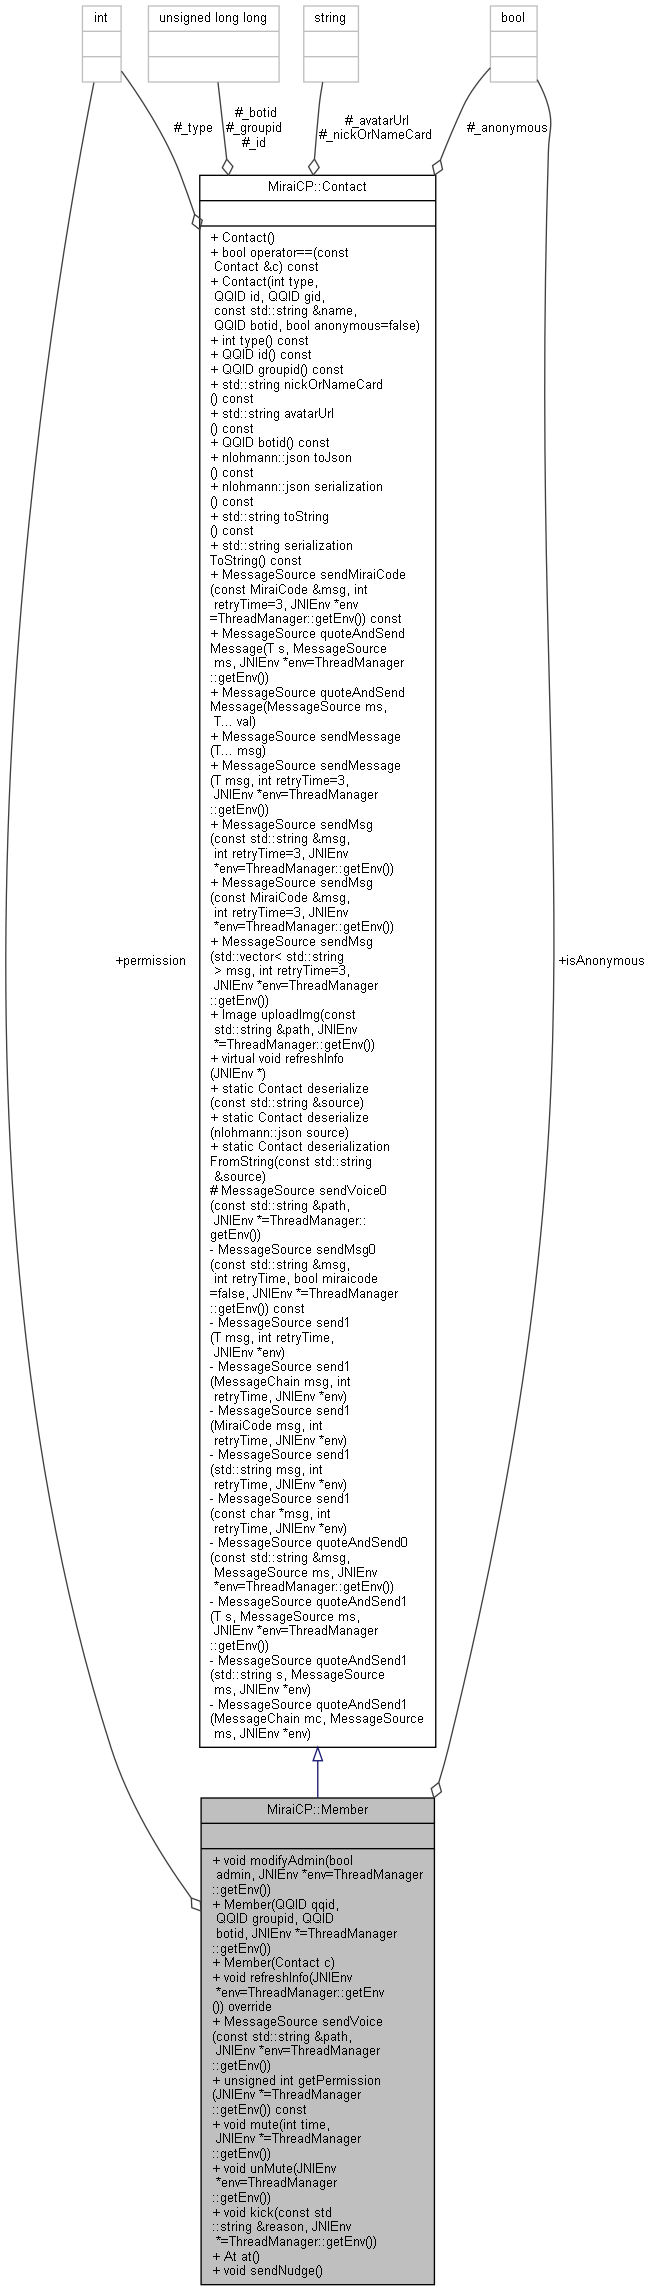 int
unsigned long long
string
bool
#_type
#_botid
#_groupid
#_id
#_avatarUrl
#_nickOrNameCard
#_anonymous
MiraiCP::Contact
+ Contact()
+ bool operator==(const
Contact &c) const
+ Contact(int type,
QQID id, QQID gid,
const std::string &name,
QQID botid, bool anonymous=false)
+ int type() const
+ QQID id() const
+ QQID groupid() const
+ std::string nickOrNameCard
() const
+ std::string avatarUrl
() const
+ QQID botid() const
+ nlohmann::json toJson
() const
+ nlohmann::json serialization
() const
+ std::string toString
() const
+ std::string serialization
ToString() const
+ MessageSource sendMiraiCode
(const MiraiCode &msg, int
retryTime=3, JNIEnv *env
=ThreadManager::getEnv()) const
+ MessageSource quoteAndSend
Message(T s, MessageSource
ms, JNIEnv *env=ThreadManager
::getEnv())
+ MessageSource quoteAndSend
Message(MessageSource ms,
T... val)
+ MessageSource sendMessage
(T... msg)
+ MessageSource sendMessage
(T msg, int retryTime=3,
JNIEnv *env=ThreadManager
::getEnv())
+ MessageSource sendMsg
(const std::string &msg,
int retryTime=3, JNIEnv
*env=ThreadManager::getEnv())
+ MessageSource sendMsg
(const MiraiCode &msg,
int retryTime=3, JNIEnv
*env=ThreadManager::getEnv())
+ MessageSource sendMsg
(std::vector< std::string
> msg, int retryTime=3,
JNIEnv *env=ThreadManager
::getEnv())
+ Image uploadImg(const
std::string &path, JNIEnv
*=ThreadManager::getEnv())
+ virtual void refreshInfo
(JNIEnv *)
+ static Contact deserialize
(const std::string &source)
+ static Contact deserialize
(nlohmann::json source)
+ static Contact deserialization
FromString(const std::string
&source)
# MessageSource sendVoice0
(const std::string &path,
JNIEnv *=ThreadManager::
getEnv())
- MessageSource sendMsg0
(const std::string &msg,
int retryTime, bool miraicode
=false, JNIEnv *=ThreadManager
::getEnv() const
- MessageSource send1
(T msg, int retryTime,
JNIEnv *env)
- MessageSource send1
(MessageChain msg, int
retryTime, JNIEnv *env)
- MessageSource send1
(MiraiCode msg, int
retryTime, JNIEnv *env)
- MessageSource send1
(std::string msg, int
retryTime, JNIEnv *env)
- MessageSource send1
(const char *msg, int
retryTime, JNIEnv *env)
- MessageSource quoteAndSend0
(const std::string &msg,
MessageSource ms, JNIEnv
*env=ThreadManager::getEnv())
- MessageSource quoteAndSend1
(T s, MessageSource ms,
JNIEnv *env=ThreadManager
::getEnv())
- MessageSource quoteAndSend1
(std::string s, MessageSource
ms, JNIEnv *env)
- MessageSource quoteAndSend1
(MessageChain mc, MessageSource
ms, JNIEnv *env)
+permission
+isAnonymous
MiraiCP::Member
+ void modifyAdmin(bool
admin, JNIEnv *env=ThreadManager
::getEnv())
+ Member(QQID qqid,
QQID groupid, QQID
botid, JNIEnv *=ThreadManager
::getEnv())
+ Member(Contact c)
+ void refreshInfo(JNIEnv
*env=ThreadManager::getEnv
()) override
+ MessageSource sendVoice
(const std::string &path,
JNIEnv *env=ThreadManager
::getEnv())
+ unsigned int getPermission
(JNIEnv *=ThreadManager
::getEnv()) const
+ void mute(int time,
JNIEnv *=ThreadManager
::getEnv())
+ void unMute(JNIEnv
*env=ThreadManager
::getEnv())
+ void kick(const std
::string &reason, JNIEnv
*=ThreadManager::getEnv())
+ At at()
+ void sendNudge()